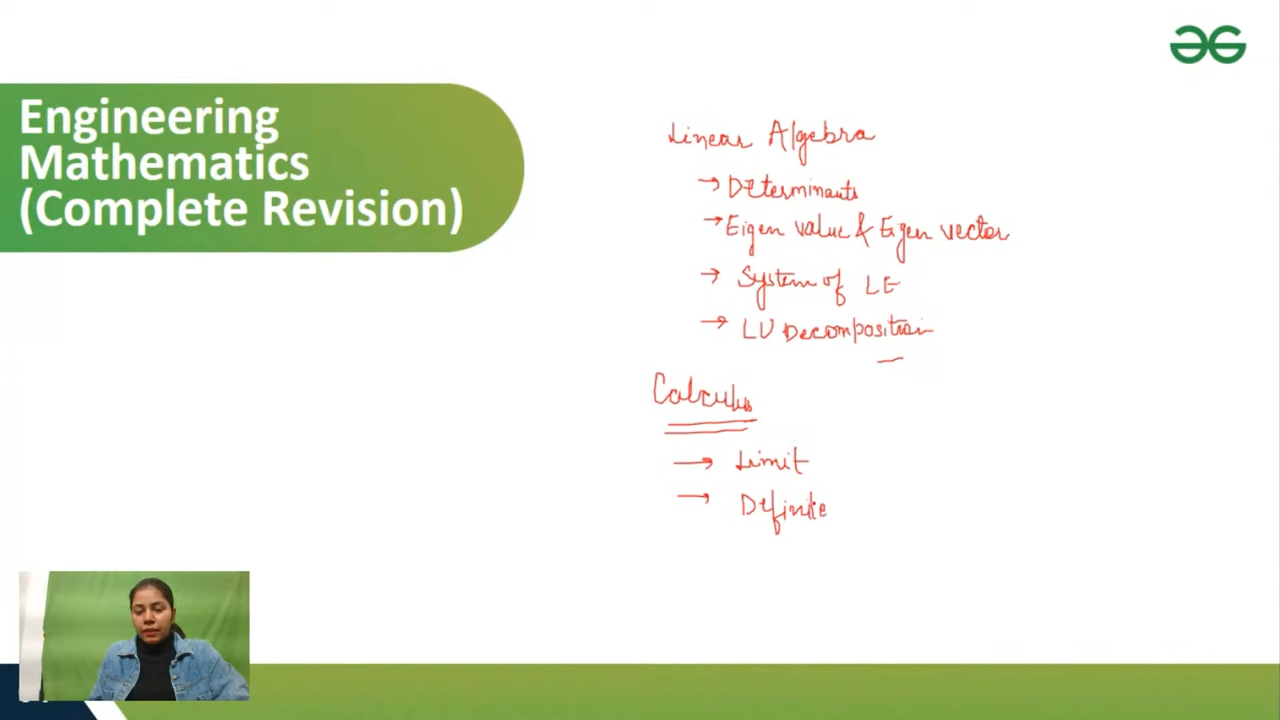 Engineering
Mathematics
(Complete Revision)
Linear Algebra
→ Determinants
→ Eigen value & Eigen vector
→ System of LE
→ LU Decomposition
Calculus
→ Limit
→ Definite